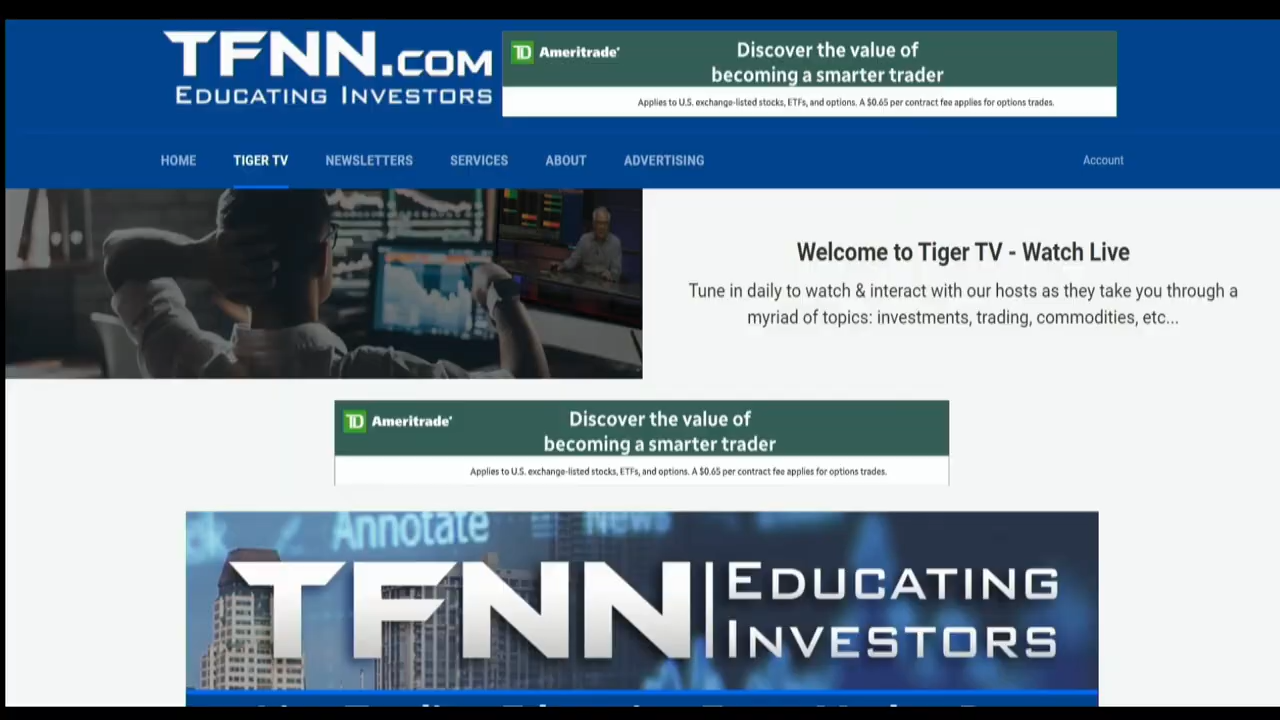 TFNN.COM
EDUCATING INVESTORS
TD Ameritrade
Discover the value of
becoming a smarter trader
Applies to U.S. exchange-listed stocks, ETFs, and options. A $0.65 per contract fee applies for options trades.
HOME TIGER TV NEWSLETTERS SERVICES ABOUT ADVERTISING Account
Welcome to Tiger TV - Watch Live
Tune in daily to watch & interact with our hosts as they take you through a
myriad of topics: investments, trading, commodities, etc...
TD Ameritrade
Discover the value of
becoming a smarter trader
Applies to U.S. exchange-listed stocks, ETFs, and options. A $0.65 per contract fee applies for options trades.
Annotate News
TFNN EDUCATING
INVESTORS